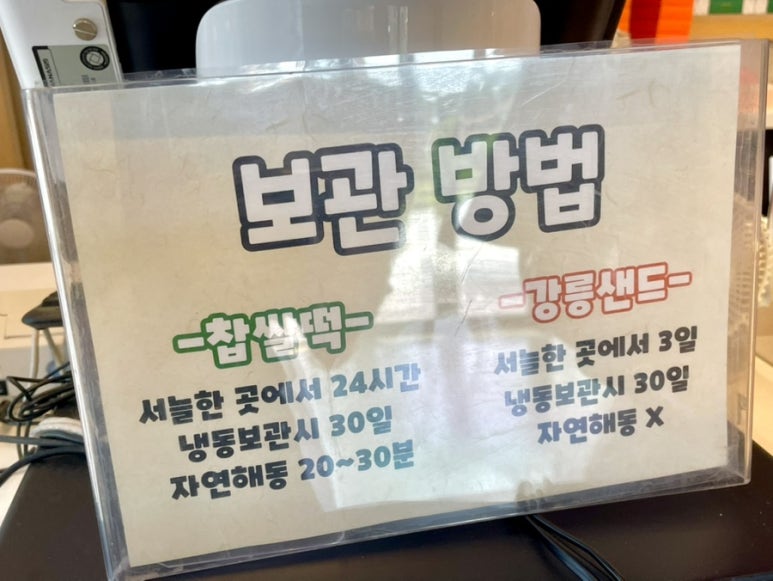 보관 방법
-찹쌀떡-
서늘한 곳에서 24시간
냉동보관시 30일
자연해동 20~30분
-강릉샌드-
서늘한 곳에서 3일
냉동보관시 30일
자연해동 X